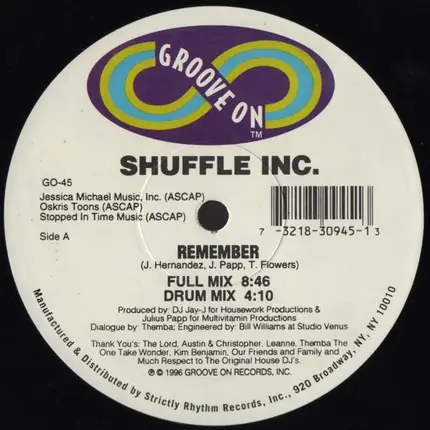 GROOVE ON
TM
SHUFFLE INC.
GO-45
Jessica Michael Music, Inc. (ASCAP)
Oskris Toons (ASCAP)
Stopped In Time Music (ASCAP)
7 -3218-30945-1 3
Side A
REMEMBER
(J. Hernandez, J. Papp, T. Flowers)
FULL MIX 8:46
DRUM MIX 4:10
Produced by: DJ Jay-J for Housework Productions &
Julius Papp for Multivitamin Productions
Dialogue by: Themba; Engineered by: Bill Williams at Studio Venus
Thank You's: The Lord, Austin & Christopher, Leanne, Themba The
One Take Wonder, Kim Benjamin, Our Friends and Family and
Much Respect to The Original House DJ's.
℗ © 1996 GROOVE ON RECORDS, INC.
Manufactured & Distributed by Strictly Rhythm Records, Inc., 920 Broadway, NY, NY 10010